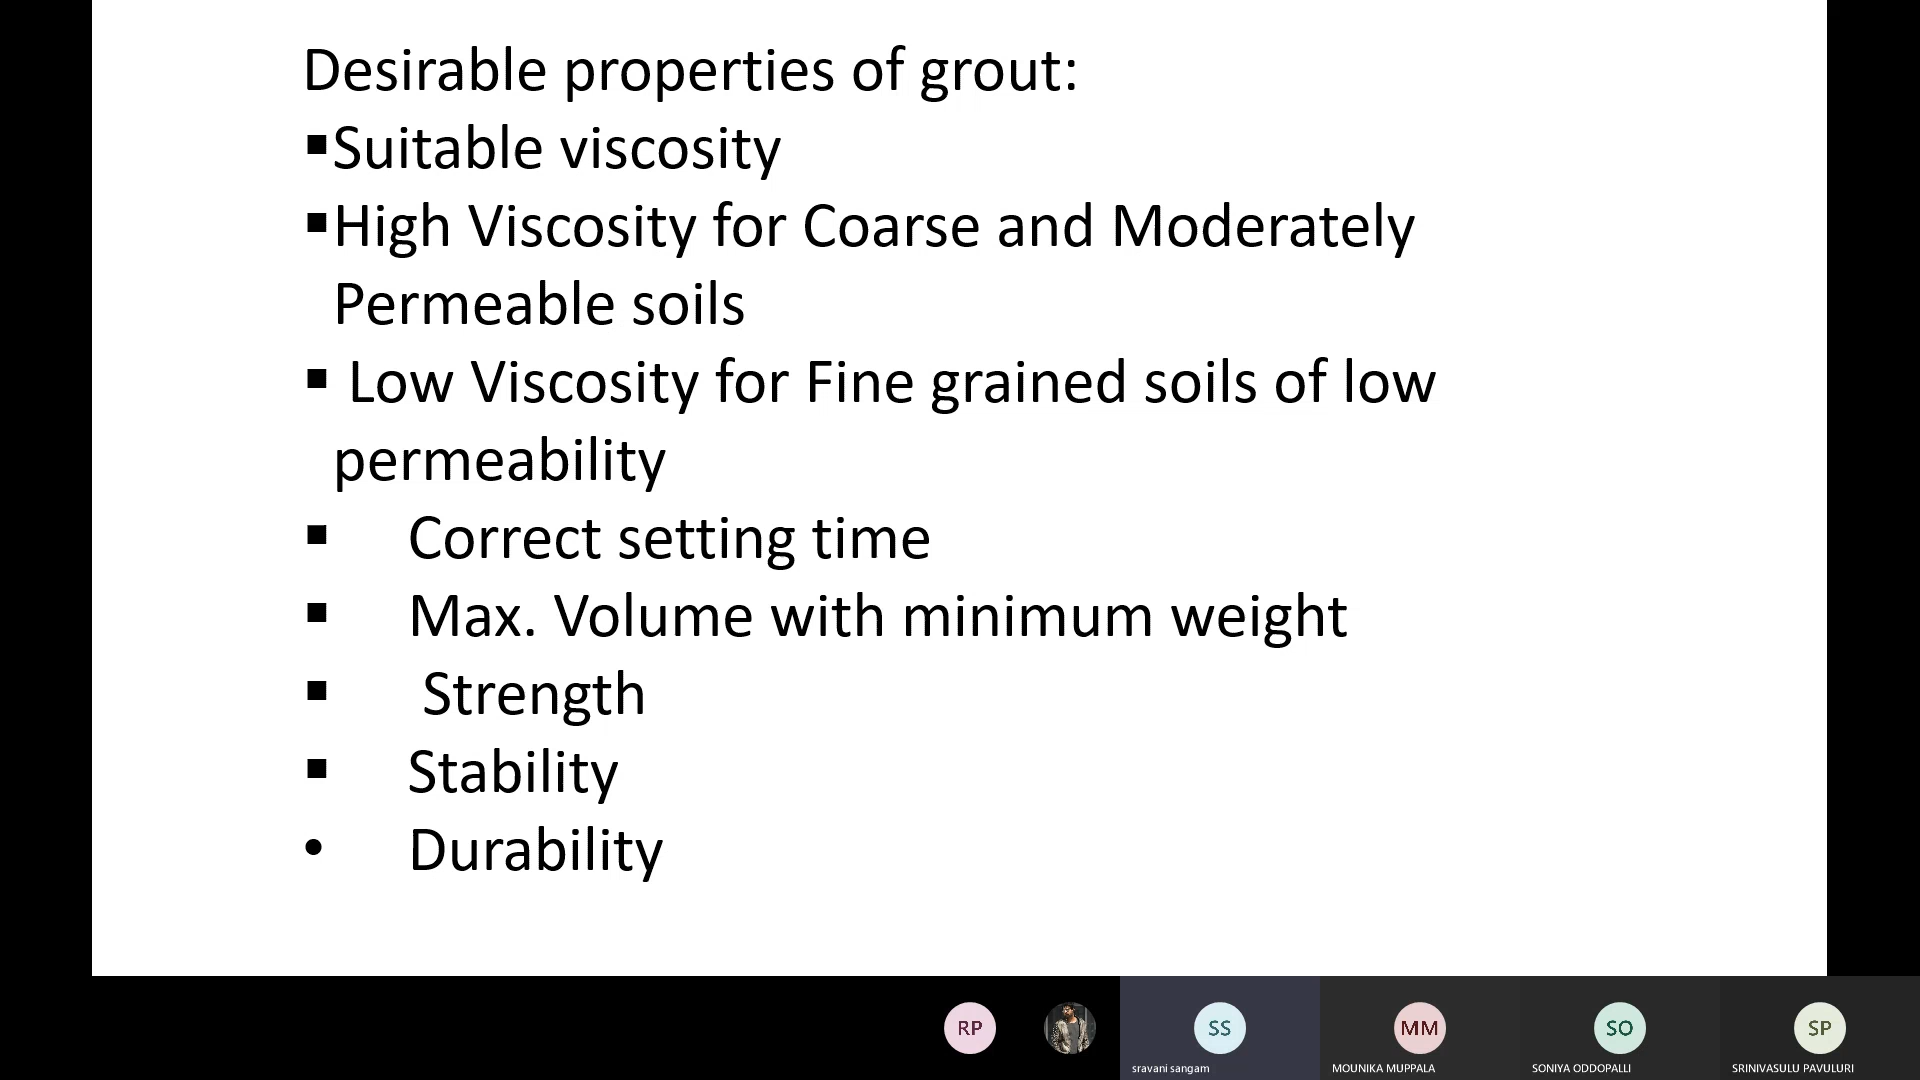 Desirable properties of grout:
▪Suitable viscosity
▪High Viscosity for Coarse and Moderately
Permeable soils
▪ Low Viscosity for Fine grained soils of low
permeability
▪ Correct setting time
▪ Max. Volume with minimum weight
▪ Strength
▪ Stability
• Durability
RP SS MM SO SP
sravani sangam MOUNIKA MUPPALA SONIYA ODDOPALLI SRINIVASULU PAVULURI